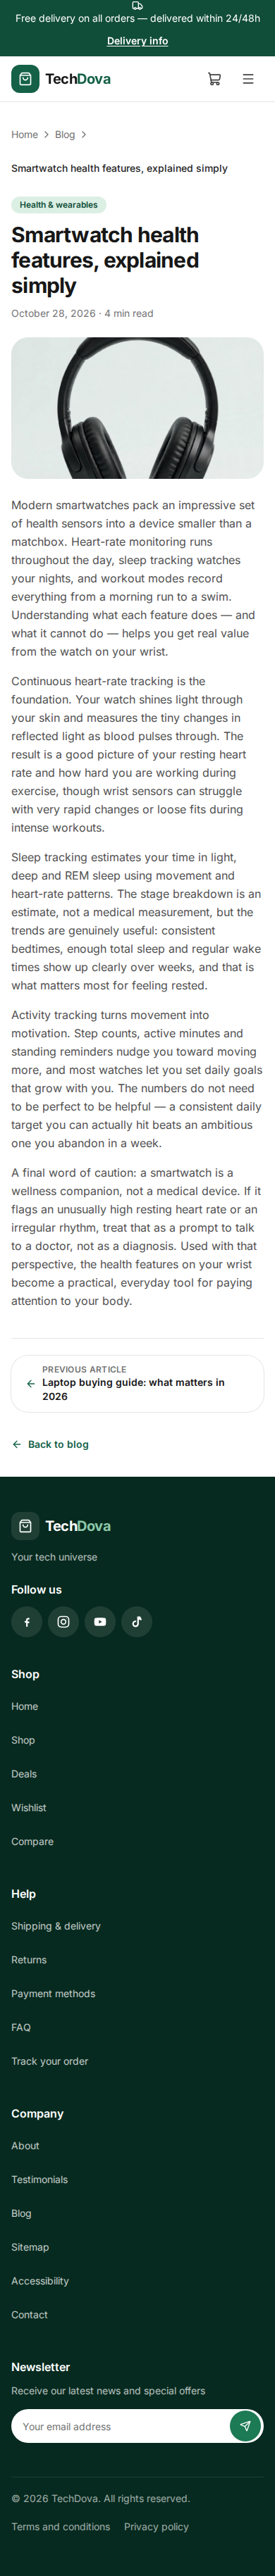 Free delivery on all orders — delivered within 24/48h
Delivery info
TechDova
Home
Blog
Smartwatch health features, explained simply
Health & wearables
Smartwatch health
features, explained
simply
October 28, 2026 · 4 min read
Modern smartwatches pack an impressive set
of health sensors into a device smaller than a
matchbox. Heart-rate monitoring runs
throughout the day, sleep tracking watches
your nights, and workout modes record
everything from a morning run to a swim.
Understanding what each feature does — and
what it cannot do — helps you get real value
from the watch on your wrist.
Continuous heart-rate tracking is the
foundation. Your watch shines light through
your skin and measures the tiny changes in
reflected light as blood pulses through. The
result is a good picture of your resting heart
rate and how hard you are working during
exercise, though wrist sensors can struggle
with very rapid changes or loose fits during
intense workouts.
Sleep tracking estimates your time in light,
deep and REM sleep using movement and
heart-rate patterns. The stage breakdown is an
estimate, not a medical measurement, but the
trends are genuinely useful: consistent
bedtimes, enough total sleep and regular wake
times show up clearly over weeks, and that is
what matters most for feeling rested.
Activity tracking turns movement into
motivation. Step counts, active minutes and
standing reminders nudge you toward moving
more, and most watches let you set daily goals
that grow with you. The numbers do not need
to be perfect to be helpful — a consistent daily
target you can actually hit beats an ambitious
one you abandon in a week.
A final word of caution: a smartwatch is a
wellness companion, not a medical device. If it
flags an unusually high resting heart rate or an
irregular rhythm, treat that as a prompt to talk
to a doctor, not as a diagnosis. Used with that
perspective, the health features on your wrist
become a practical, everyday tool for paying
attention to your body.
PREVIOUS ARTICLE
Laptop buying guide: what matters in
2026
Back to blog
TechDova
Your tech universe
Follow us
Shop
Home
Shop
Deals
Wishlist
Compare
Help
Shipping & delivery
Returns
Payment methods
FAQ
Track your order
Company
About
Testimonials
Blog
Sitemap
Accessibility
Contact
Newsletter
Receive our latest news and special offers
Your email address
© 2026 TechDova. All rights reserved.
Terms and conditions Privacy policy